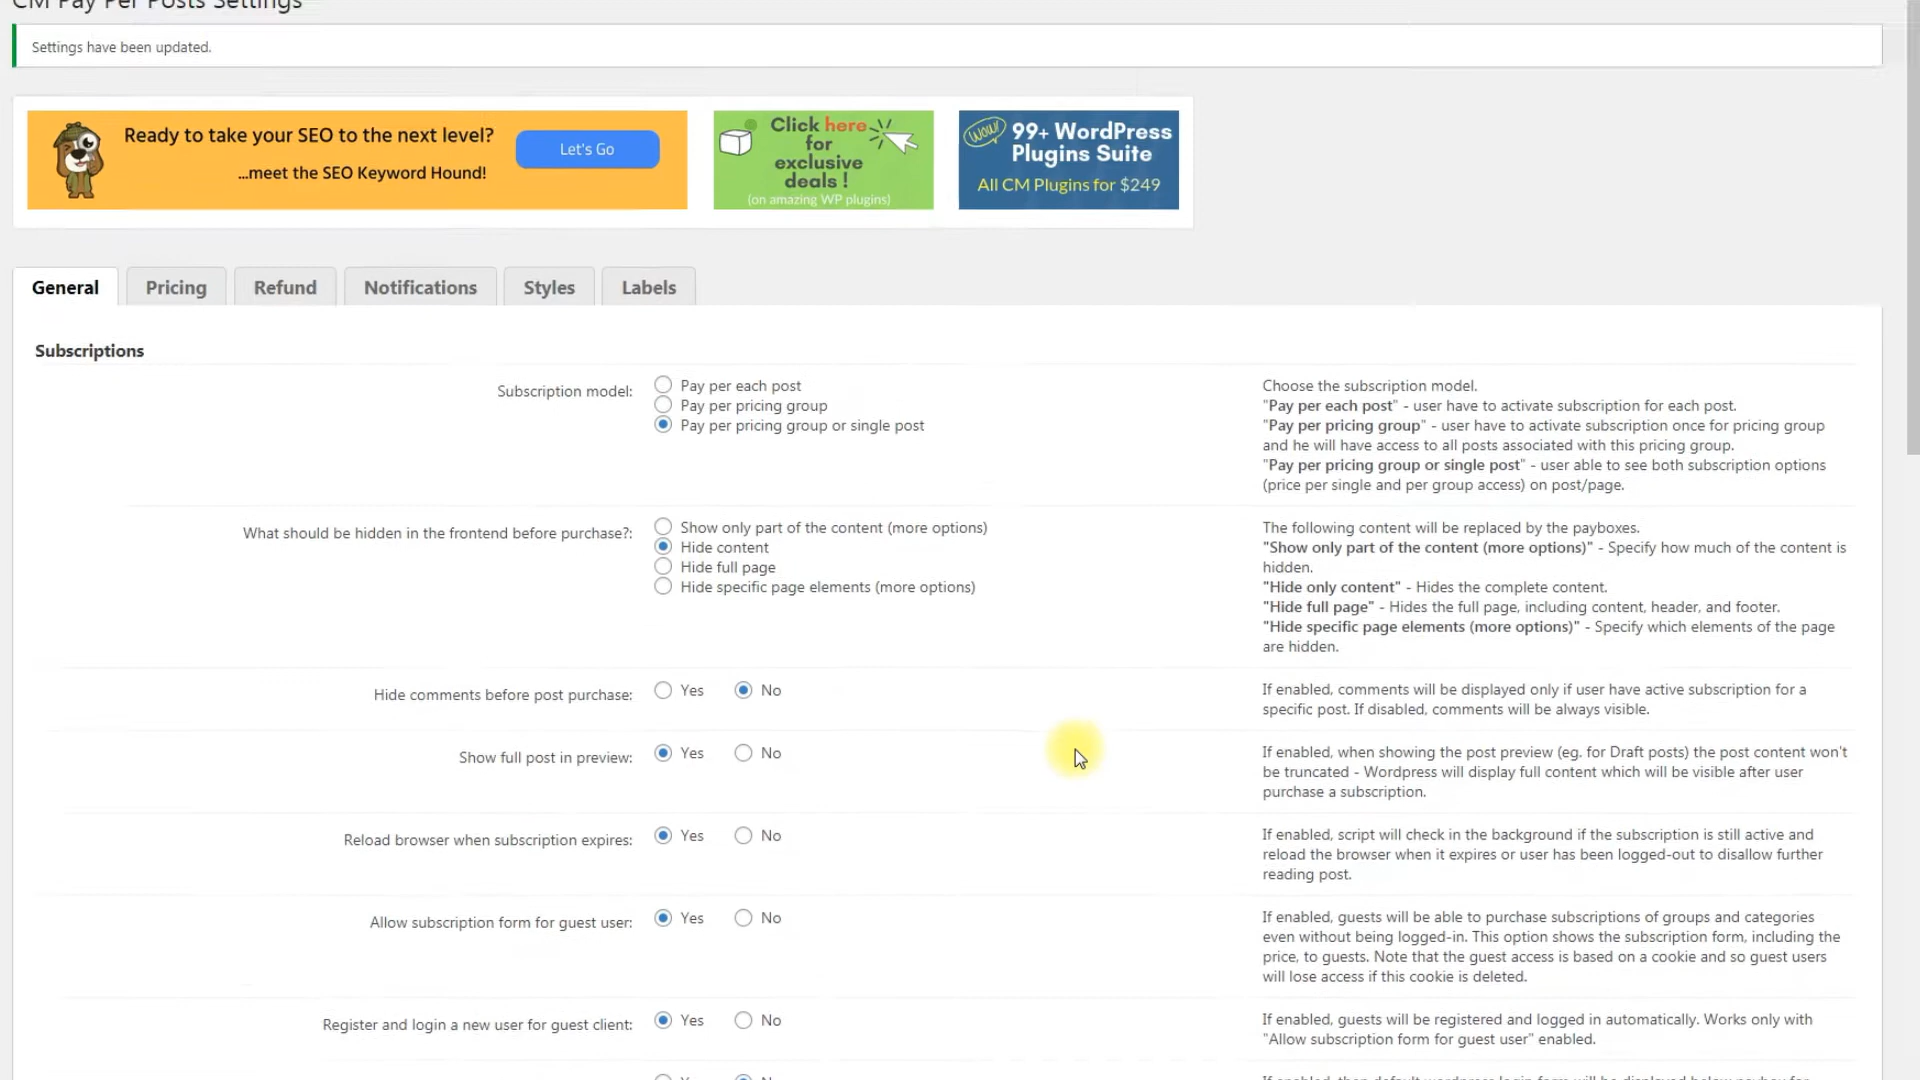 CM Pay Per Posts Settings
Settings have been updated.
Ready to take your SEO to the next level?
...meet the SEO Keyword Hound!
Let's Go
Click here
for
exclusive
deals !
(on amazing WP plugins)
WOW!
99+ WordPress
Plugins Suite
All CM Plugins for $249
General
Pricing
Refund
Notifications
Styles
Labels
Subscriptions
Subscription model:
Pay per each post
Pay per pricing group
Pay per pricing group or single post
Choose the subscription model.
"Pay per each post" - user have to activate subscription for each post.
"Pay per pricing group" - user have to activate subscription once for pricing group
and he will have access to all posts associated with this pricing group.
"Pay per pricing group or single post" - user able to see both subscription options
(price per single and per group access) on post/page.
What should be hidden in the frontend before purchase?:
Show only part of the content (more options)
Hide content
Hide full page
Hide specific page elements (more options)
The following content will be replaced by the payboxes.
"Show only part of the content (more options)" - Specify how much of the content is
hidden.
"Hide only content" - Hides the complete content.
"Hide full page" - Hides the full page, including content, header, and footer.
"Hide specific page elements (more options)" - Specify which elements of the page
are hidden.
Hide comments before post purchase:
Yes
No
If enabled, comments will be displayed only if user have active subscription for a
specific post. If disabled, comments will be always visible.
Show full post in preview:
Yes
No
If enabled, when showing the post preview (eg. for Draft posts) the post content won't
be truncated - Wordpress will display full content which will be visible after user
purchase a subscription.
Reload browser when subscription expires:
Yes
No
If enabled, script will check in the background if the subscription is still active and
reload the browser when it expires or user has been logged-out to disallow further
reading post.
Allow subscription form for guest user:
Yes
No
If enabled, guests will be able to purchase subscriptions of groups and categories
even without being logged-in. This option shows the subscription form, including the
price, to guests. Note that the guest access is based on a cookie and so guest users
will lose access if this cookie is deleted.
Register and login a new user for guest client:
Yes
No
If enabled, guests will be registered and logged in automatically. Works only with
"Allow subscription form for guest user" enabled.
If enabled, then default wordpress login form will be displayed below paybox for